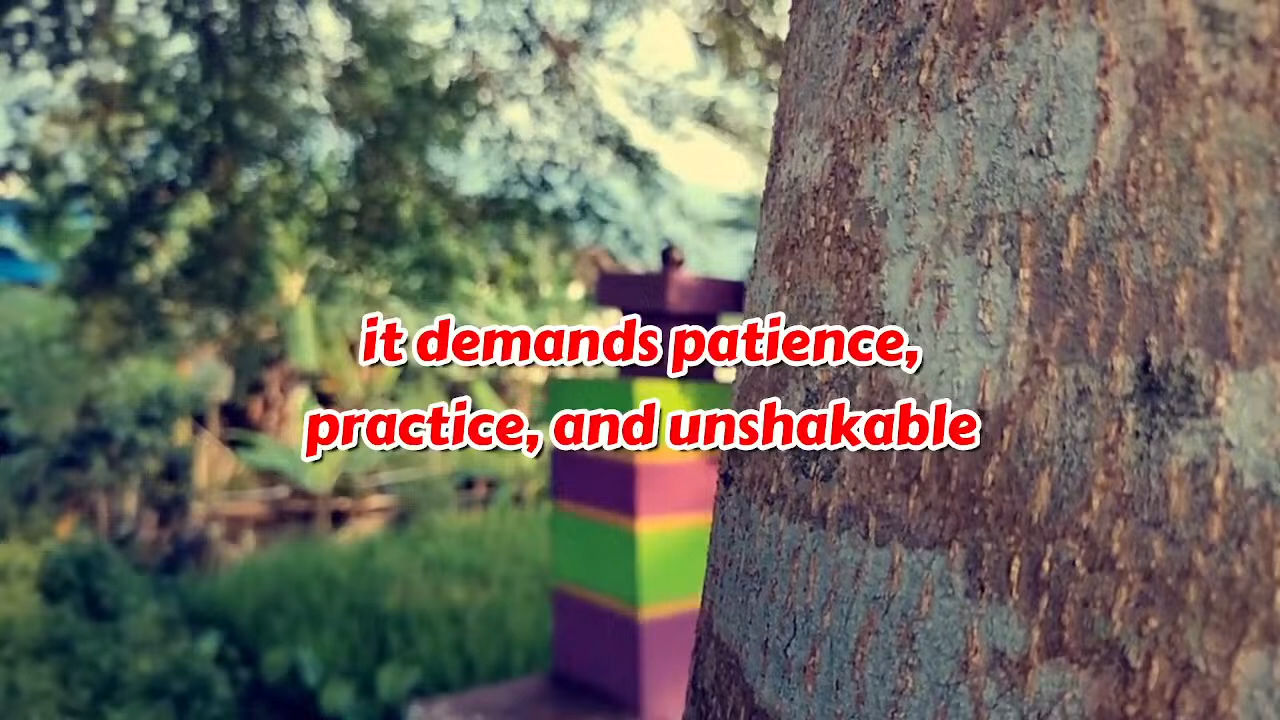 it demands patience,
practice, and unshakable